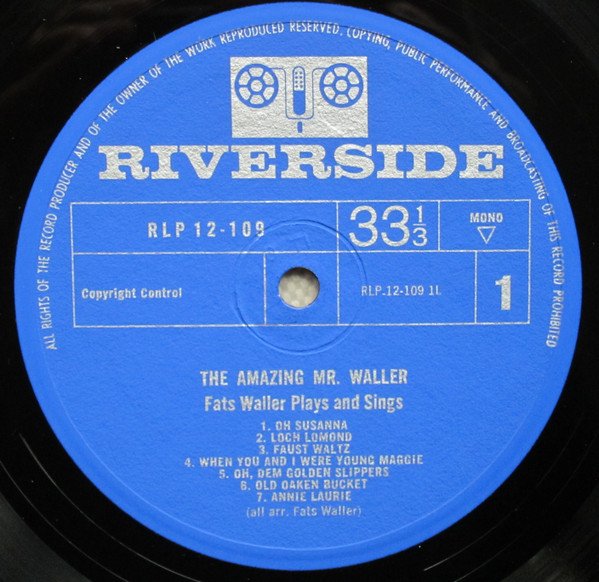 ALL RIGHTS OF THE RECORD PRODUCER AND OF THE OWNER OF THE WORK REPRODUCED RESERVED, COPYING, PUBLIC PERFORMANCE AND BROADCASTING OF THIS RECORD PROHIBITED
RIVERSIDE
RLP 12-109
33 1/3
MONO
Copyright Control
RLP.12-109 1L
1
THE AMAZING MR. WALLER
Fats Waller Plays and Sings
1. OH SUSANNA
2. LOCH LOMOND
3. FAUST WALTZ
4. WHEN YOU AND I WERE YOUNG MAGGIE
5. OH, DEM GOLDEN SLIPPERS
6. OLD OAKEN BUCKET
7. ANNIE LAURIE
(all arr. Fats Waller)